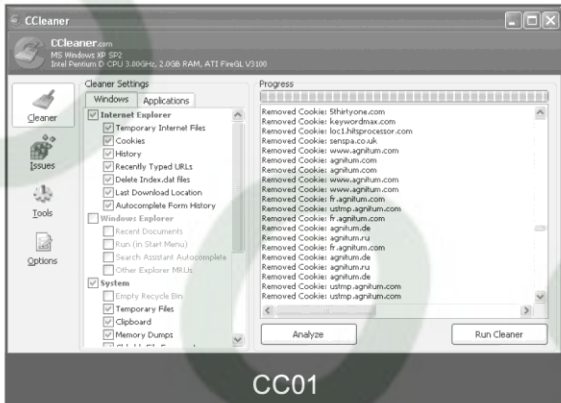 CCleaner
CCleaner.com
MS Windows XP SP2
Intel Pentium D CPU 3.00GHz, 2.0GB RAM, ATI FireGL V3100
Cleaner
Issues
Tools
Options
Cleaner Settings
Windows Applications
Internet Explorer
Temporary Internet Files
Cookies
History
Recently Typed URLs
Delete Index.dat files
Last Download Location
Autocomplete Form History
Windows Explorer
Recent Documents
Run (in Start Menu)
Search Assistant Autocomplete
Other Explorer MRUs
System
Empty Recycle Bin
Temporary Files
Clipboard
Memory Dumps
Progress
Removed Cookie: 5thirtyone.com
Removed Cookie: keywordmax.com
Removed Cookie: loc1.hitsprocessor.com
Removed Cookie: senspa.co.uk
Removed Cookie: www.agnitum.com
Removed Cookie: agnitum.com
Removed Cookie: agnitum.com
Removed Cookie: www.agnitum.com
Removed Cookie: www.agnitum.com
Removed Cookie: fr.agnitum.com
Removed Cookie: ustmp.agnitum.com
Removed Cookie: fr.agnitum.com
Removed Cookie: agnitum.de
Removed Cookie: agnitum.ru
Removed Cookie: fr.agnitum.com
Removed Cookie: agnitum.de
Removed Cookie: agnitum.ru
Removed Cookie: agnitum.de
Removed Cookie: ustmp.agnitum.com
Removed Cookie: ustmp.agnitum.com
Analyze
Run Cleaner
CC01